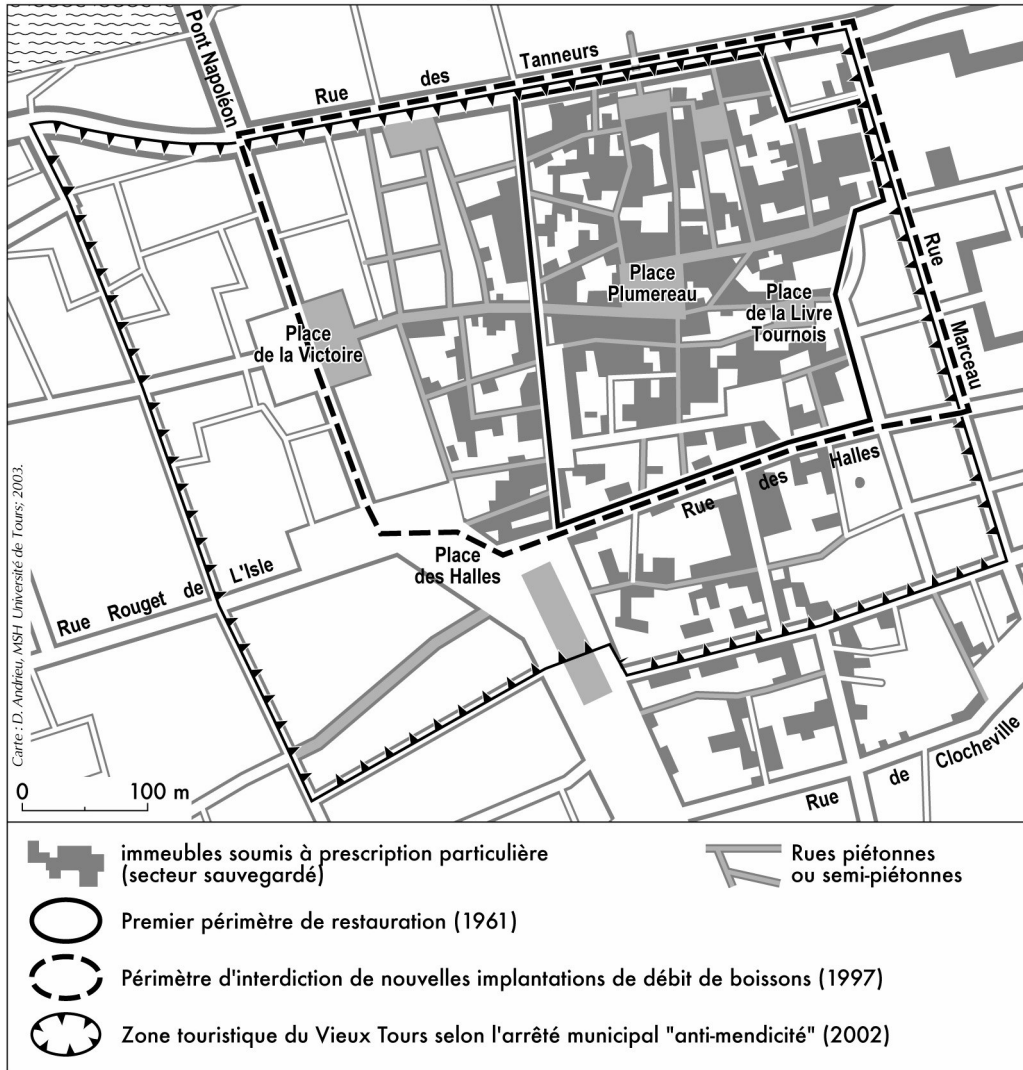 Pont Napoléon
Rue des Tanneurs
Place
Plumereau
Place
de la Livre
Tournois
Place
de la Victoire
Rue Marceau
Rue des Halles
Place
des Halles
Rue Rouget de L'Isle
Rue de Clocheville
Carte : D. Andrieu, MSH Université de Tours; 2003.
0 100 m
immeubles soumis à prescription particulière
(secteur sauvegardé)
Rues piétonnes
ou semi-piétonnes
Premier périmètre de restauration (1961)
Périmètre d'interdiction de nouvelles implantations de débit de boissons (1997)
Zone touristique du Vieux Tours selon l'arrêté municipal "anti-mendicité" (2002)